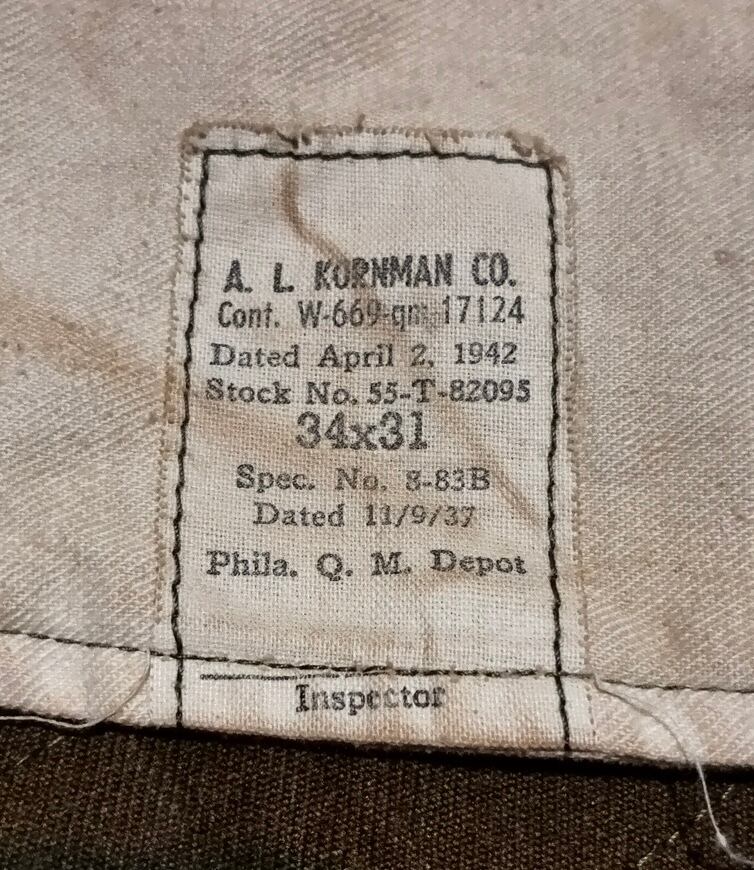 A. L. KORNMAN CO.
Cont. W-669-qm-17124
Dated April 2, 1942
Stock No. 55-T-82095
34x31
Spec. No. 8-83B
Dated 11/9/37
Phila. Q. M. Depot
Inspector